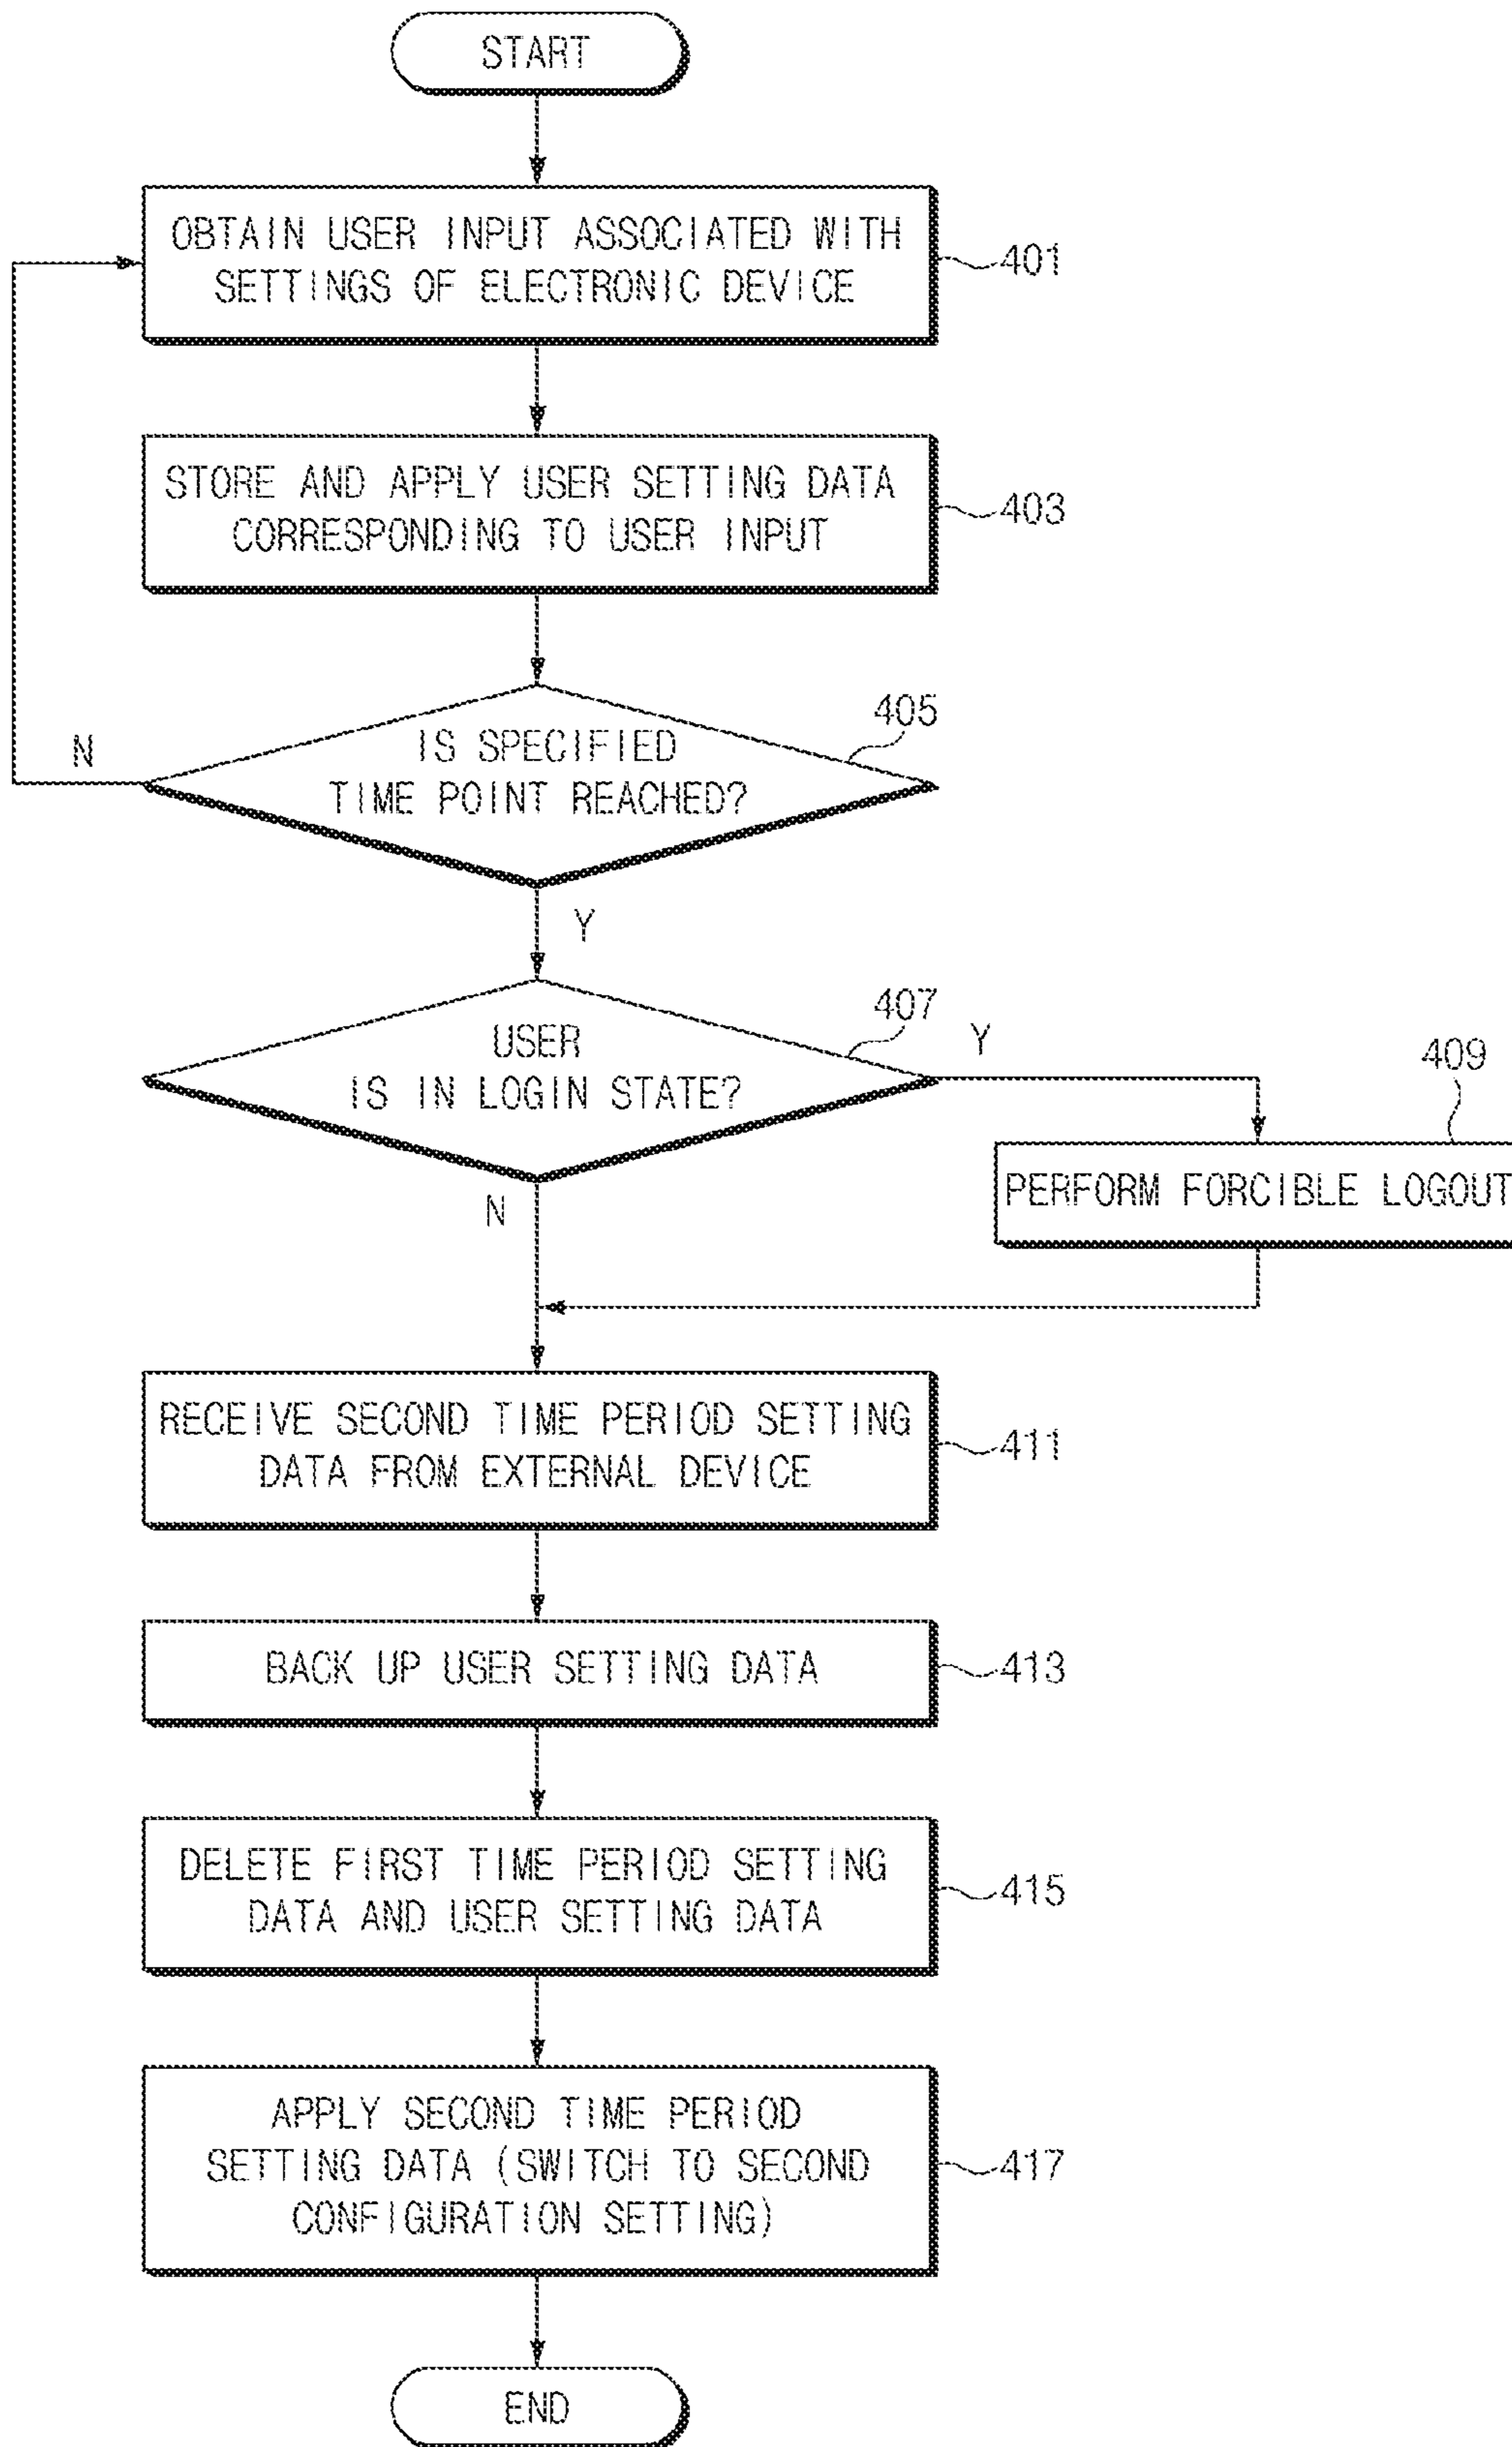 START
OBTAIN USER INPUT ASSOCIATED WITH
SETTINGS OF ELECTRONIC DEVICE
401
STORE AND APPLY USER SETTING DATA
CORRESPONDING TO USER INPUT
403
405
IS SPECIFIED
TIME POINT REACHED?
N
Y
407
USER
IS IN LOGIN STATE?
Y
409
PERFORM FORCIBLE LOGOUT
N
RECEIVE SECOND TIME PERIOD SETTING
DATA FROM EXTERNAL DEVICE
411
BACK UP USER SETTING DATA
413
DELETE FIRST TIME PERIOD SETTING
DATA AND USER SETTING DATA
415
APPLY SECOND TIME PERIOD
SETTING DATA (SWITCH TO SECOND
CONFIGURATION SETTING)
417
END